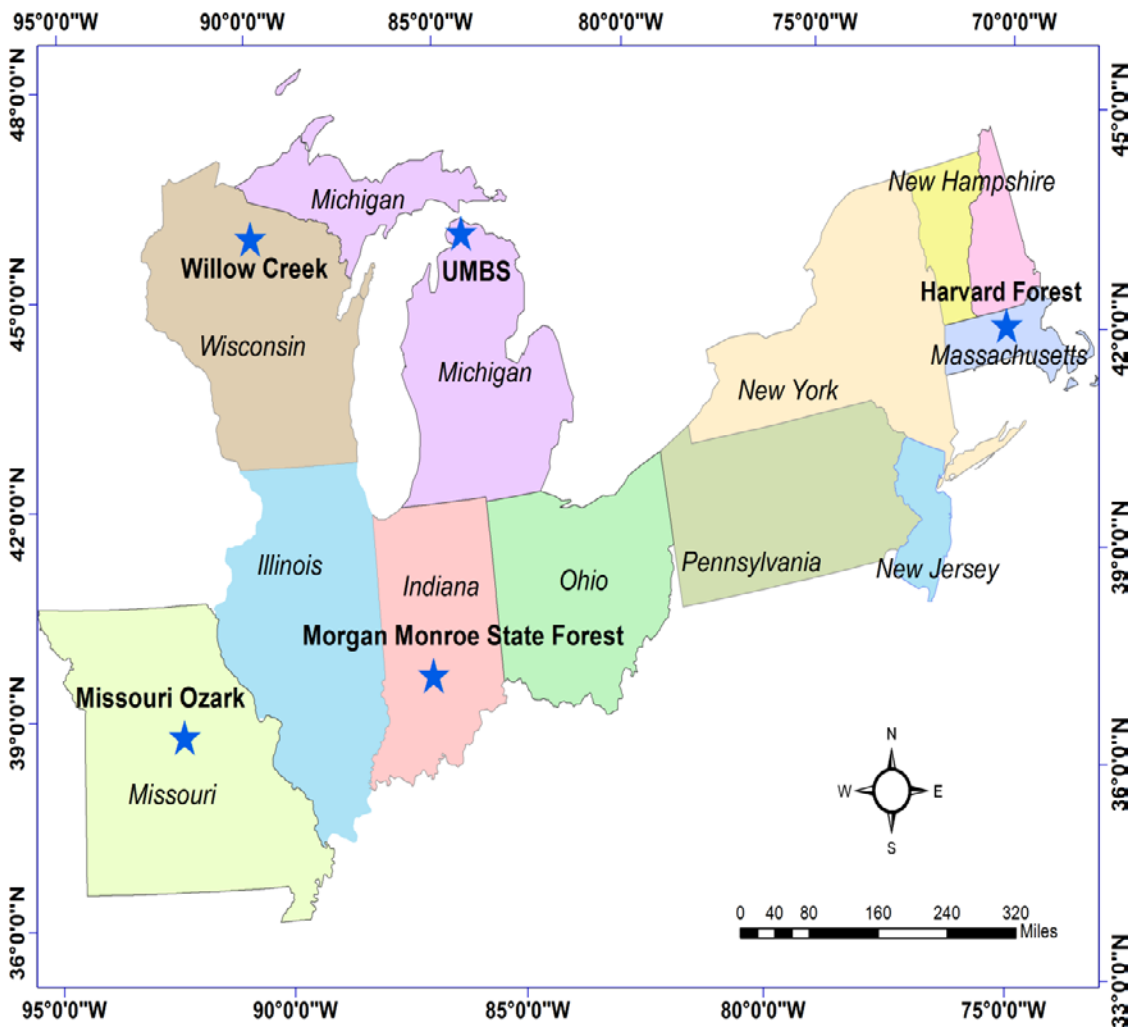 95°0'0"W 90°0'0"W 85°0'0"W 80°0'0"W 75°0'0"W 70°0'0"W
48°0'0"N
45°0'0"N
Michigan
New Hampshire
Willow Creek
UMBS
Harvard Forest
45°0'0"N
42°0'0"N
Wisconsin
Michigan
Massachusetts
New York
42°0'0"N
39°0'0"N
Illinois
Indiana
Ohio
Pennsylvania
New Jersey
Morgan Monroe State Forest
Missouri Ozark
39°0'0"N
36°0'0"N
Missouri
N
W
E
S
0 40 80 160 240 320
Miles
36°0'0"N
33°0'0"N
95°0'0"W 90°0'0"W 85°0'0"W 80°0'0"W 75°0'0"W